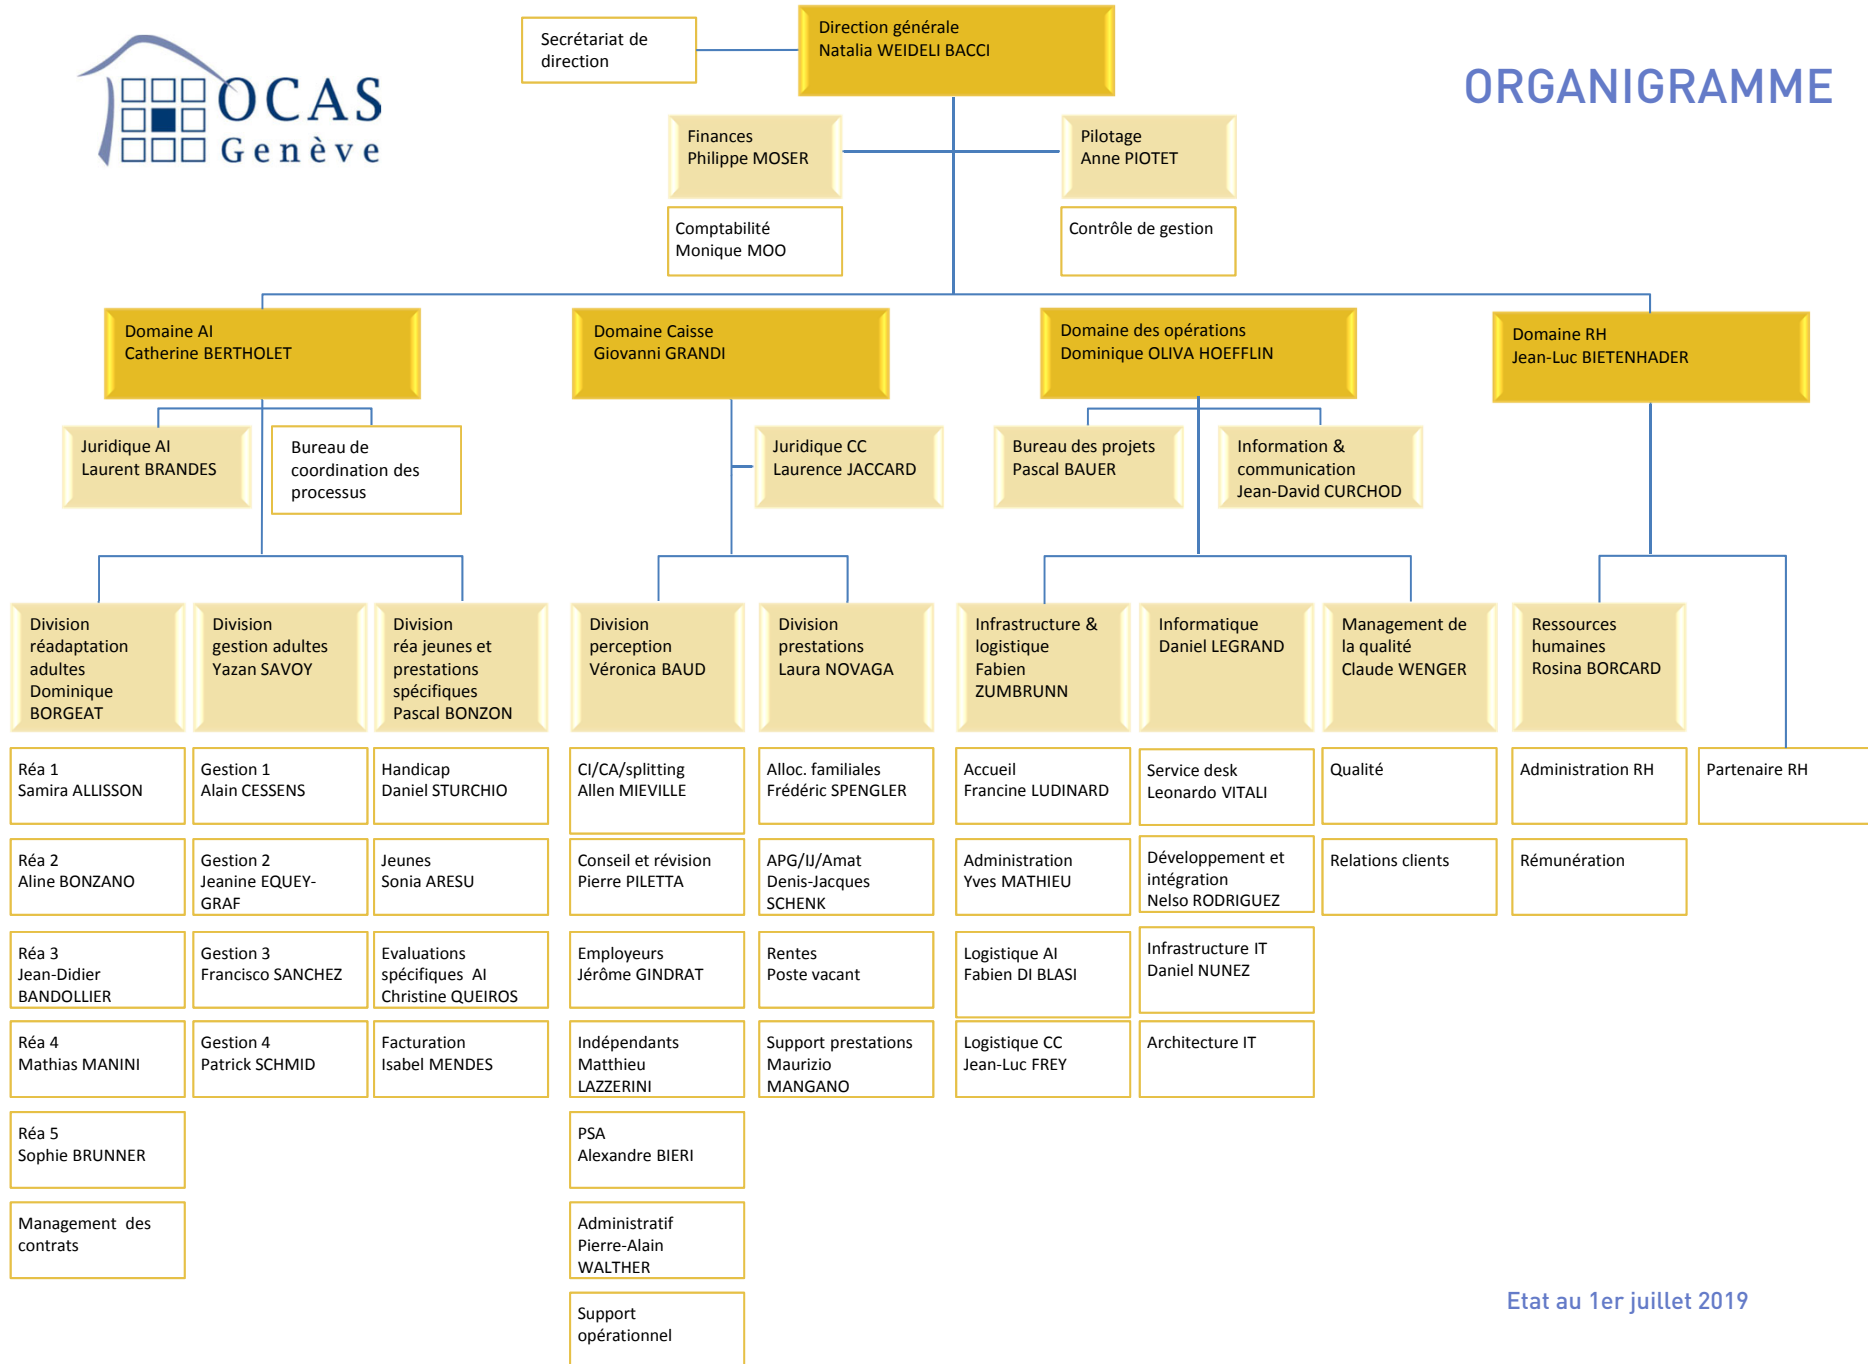 OCAS
Genève
Secrétariat de
direction
Direction générale
Natalia WEIDELI BACCI
ORGANIGRAMME
Finances
Philippe MOSER
Pilotage
Anne PIOTET
Comptabilité
Monique MOO
Contrôle de gestion
Domaine AI
Catherine BERTHOLET
Domaine Caisse
Giovanni GRANDI
Domaine des opérations
Dominique OLIVA HOEFFLIN
Domaine RH
Jean-Luc BIETENHADER
Juridique AI
Laurent BRANDES
Bureau de
coordination des
processus
Juridique CC
Laurence JACCARD
Bureau des projets
Pascal BAUER
Information &
communication
Jean-David CURCHOD
Division
réadaptation
adultes
Dominique
BORGEAT
Division
gestion adultes
Yazan SAVOY
Division
réa jeunes et
prestations
spécifiques
Pascal BONZON
Division
perception
Véronica BAUD
Division
prestations
Laura NOVAGA
Infrastructure &
logistique
Fabien
ZUMBRUNN
Informatique
Daniel LEGRAND
Management de
la qualité
Claude WENGER
Ressources
humaines
Rosina BORCARD
Réa 1
Samira ALLISSON
Gestion 1
Alain CESSENS
Handicap
Daniel STURCHIO
CI/CA/splitting
Allen MIEVILLE
Alloc. familiales
Frédéric SPENGLER
Accueil
Francine LUDINARD
Service desk
Leonardo VITALI
Qualité
Administration RH
Partenaire RH
Réa 2
Aline BONZANO
Gestion 2
Jeanine EQUEY-
GRAF
Jeunes
Sonia ARESU
Conseil et révision
Pierre PILETTA
APG/IJ/Amat
Denis-Jacques
SCHENK
Administration
Yves MATHIEU
Développement et
intégration
Nelso RODRIGUEZ
Relations clients
Rémunération
Réa 3
Jean-Didier
BANDOLLIER
Gestion 3
Francisco SANCHEZ
Evaluations
spécifiques AI
Christine QUEIROS
Employeurs
Jérôme GINDRAT
Rentes
Poste vacant
Logistique AI
Fabien DI BLASI
Infrastructure IT
Daniel NUNEZ
Réa 4
Mathias MANINI
Gestion 4
Patrick SCHMID
Facturation
Isabel MENDES
Indépendants
Matthieu
LAZZERINI
Support prestations
Maurizio
MANGANO
Logistique CC
Jean-Luc FREY
Architecture IT
Réa 5
Sophie BRUNNER
PSA
Alexandre BIERI
Management des
contrats
Administratif
Pierre-Alain
WALTHER
Support
opérationnel
Etat au 1er juillet 2019